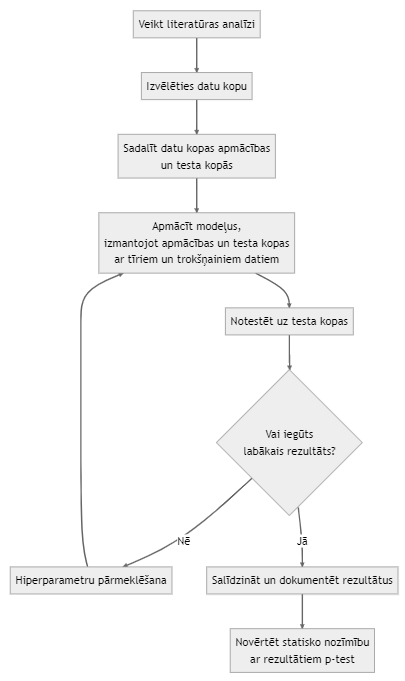 Veikt literatūras analīzi
Izvēlēties datu kopu
Sadalīt datu kopas apmācības
un testa kopās
Apmācīt modeļus,
izmantojot apmācības un testa kopas
ar tīriem un trokšņainiem datiem
Notestēt uz testa kopas
Vai iegūts
labākais rezultāts?
Nē
Jā
Hiperparametru pārmeklēšana
Salīdzināt un dokumentēt rezultātus
Novērtēt statisko nozīmību
ar rezultātiem p-test